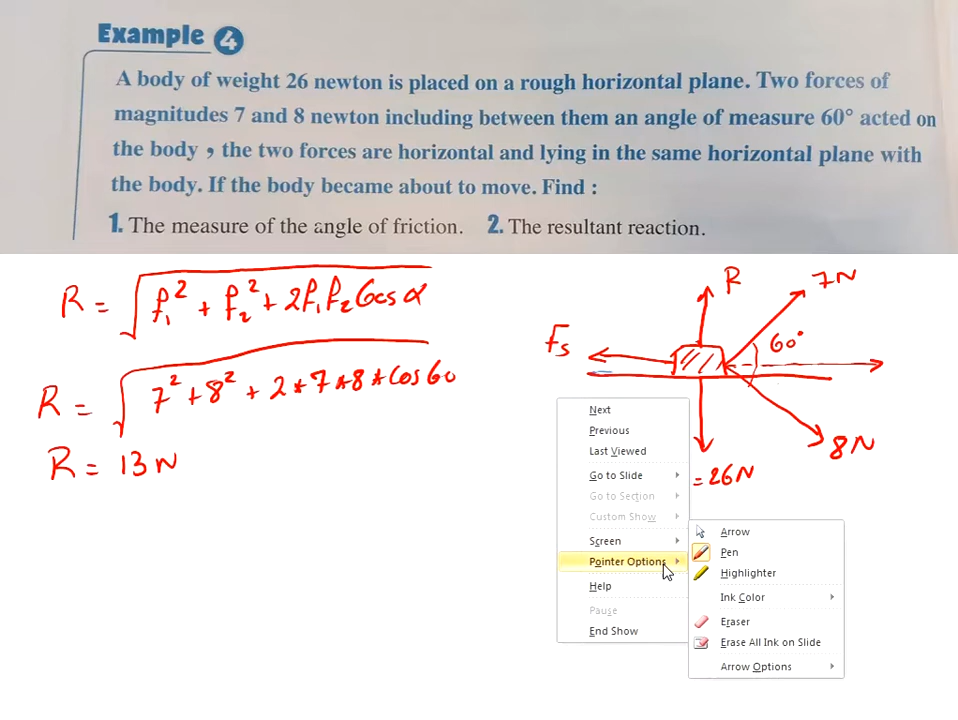 Example 4
A body of weight 26 newton is placed on a rough horizontal plane. Two forces of
magnitudes 7 and 8 newton including between them an angle of measure 60° acted on
the body , the two forces are horizontal and lying in the same horizontal plane with
the body. If the body became about to move. Find :
1. The measure of the angle of friction. 2. The resultant reaction.
R = √(f₁² + f₂² + 2f₁f₂ Cos α)
R = √(7² + 8² + 2*7*8*cos60)
R = 13 N
R
7N
Fs
60°
8N
= 26N
Next
Previous
Last Viewed
Go to Slide
Go to Section
Custom Show
Screen
Pointer Options
Help
Pause
End Show
Arrow
Pen
Highlighter
Ink Color
Eraser
Erase All Ink on Slide
Arrow Options